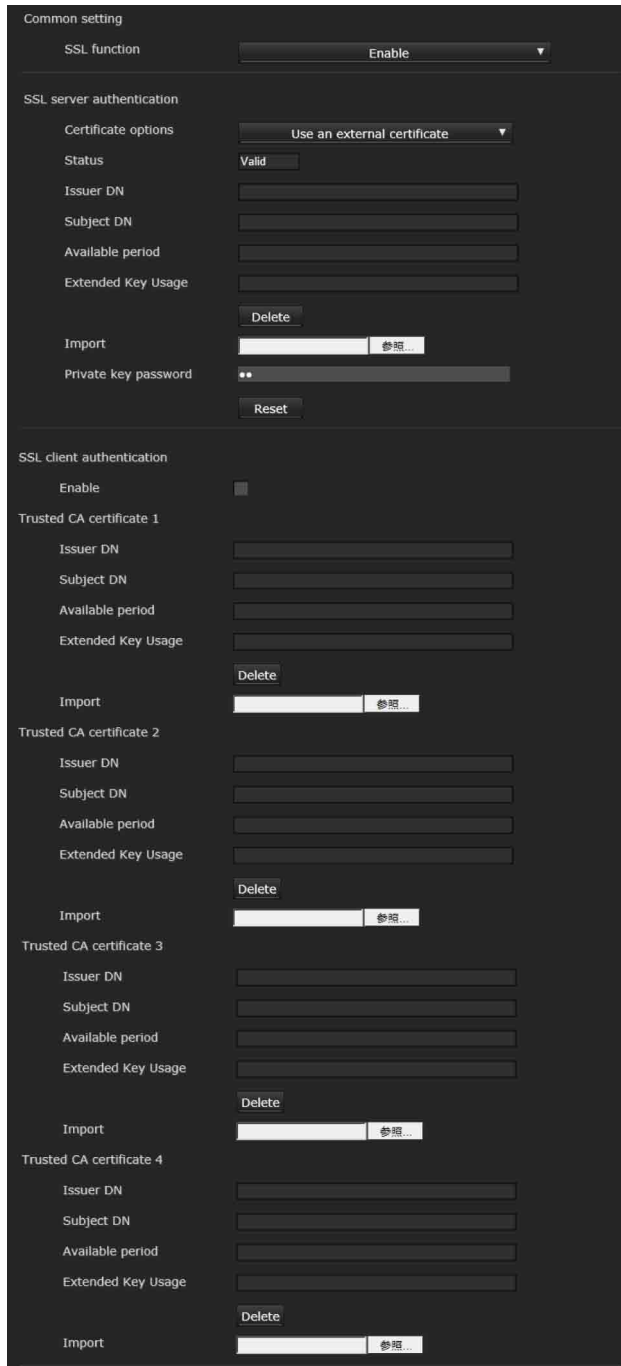 Common setting
SSL function Enable ▼
SSL server authentication
Certificate options Use an external certificate ▼
Status Valid
Issuer DN
Subject DN
Available period
Extended Key Usage
Delete
Import 参照...
Private key password ●●
Reset
SSL client authentication
Enable
Trusted CA certificate 1
Issuer DN
Subject DN
Available period
Extended Key Usage
Delete
Import 参照...
Trusted CA certificate 2
Issuer DN
Subject DN
Available period
Extended Key Usage
Delete
Import 参照...
Trusted CA certificate 3
Issuer DN
Subject DN
Available period
Extended Key Usage
Delete
Import 参照...
Trusted CA certificate 4
Issuer DN
Subject DN
Available period
Extended Key Usage
Delete
Import 参照...